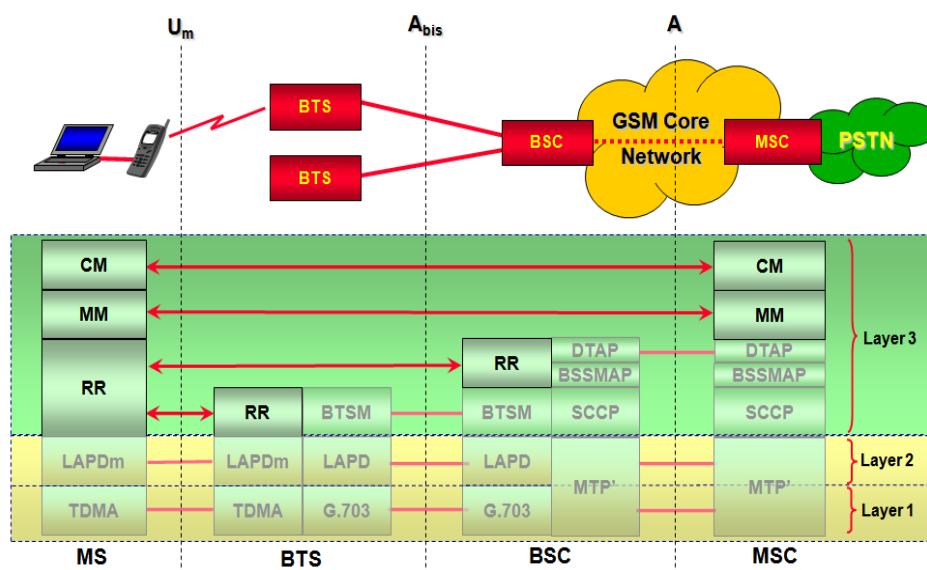 Um Abis A
BTS
BTS
BSC
GSM Core
Network
MSC
PSTN
CM CM
MM MM
RR RR DTAP DTAP
BSSMAP BSSMAP
RR BTSM BTSM SCCP SCCP
Layer 3
LAPDm LAPDm LAPD LAPD
MTP' MTP'
Layer 2
TDMA TDMA G.703 G.703
Layer 1
MS BTS BSC MSC